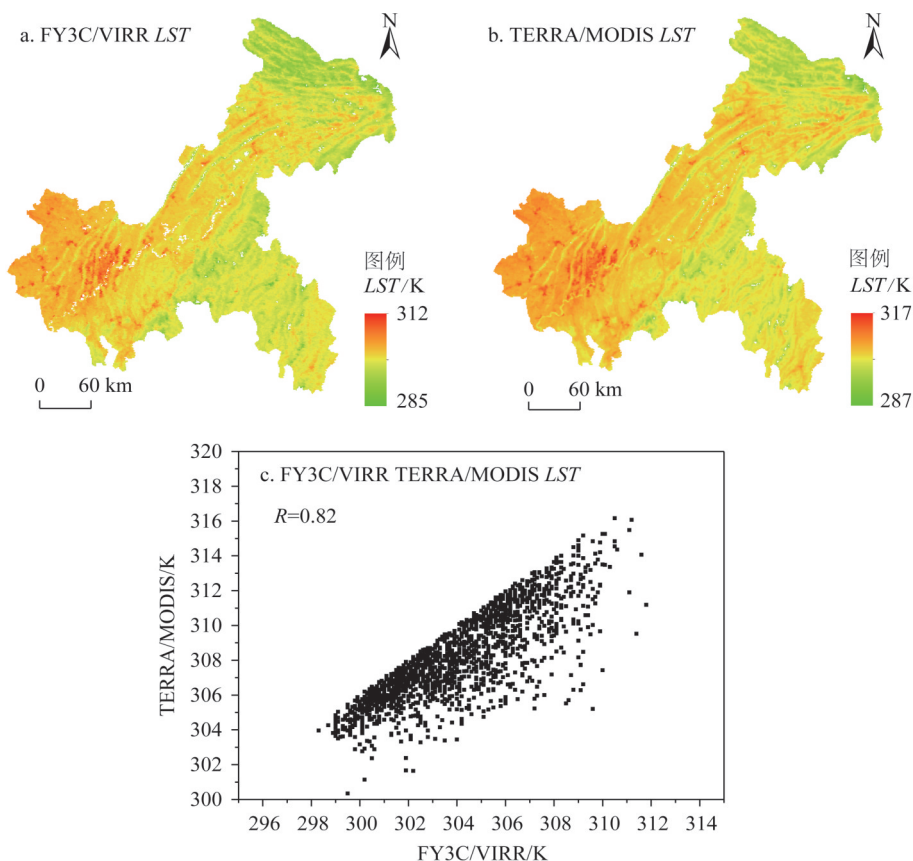 a. FY3C/VIRR LST
N
图例
LST/K
312
285
0 60 km
b. TERRA/MODIS LST
N
图例
LST/K
317
287
0 60 km
c. FY3C/VIRR TERRA/MODIS LST
R=0.82
TERRA/MODIS/K
320
318
316
314
312
310
308
306
304
302
300
296 298 300 302 304 306 308 310 312 314
FY3C/VIRR/K